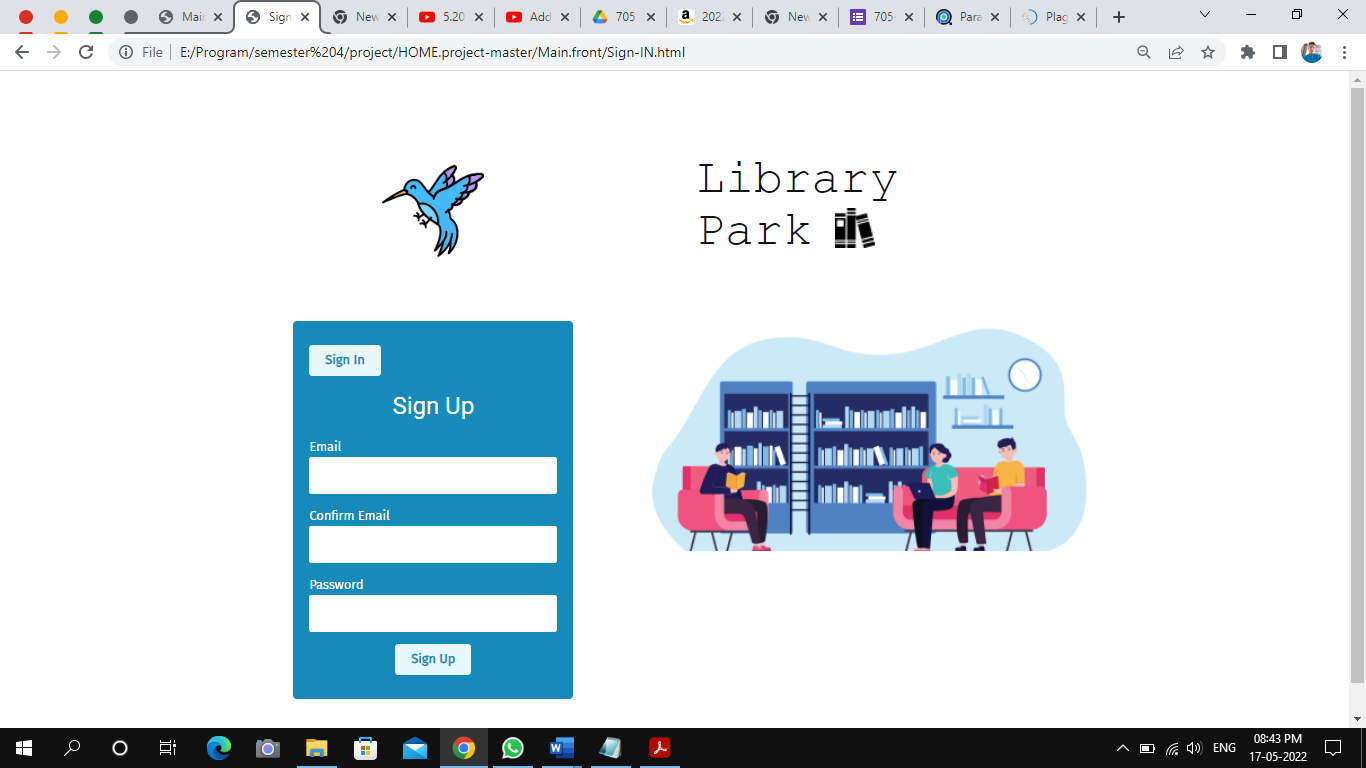 Main
Sign
New
5.20
Add
705
202
New
705
Para
Plag
File
E:/Program/semester%204/project/HOME.project-master/Main.front/Sign-IN.html
Library
Park
Sign In
Sign Up
Email
Confirm Email
Password
Sign Up
ENG
08:43 PM
17-05-2022